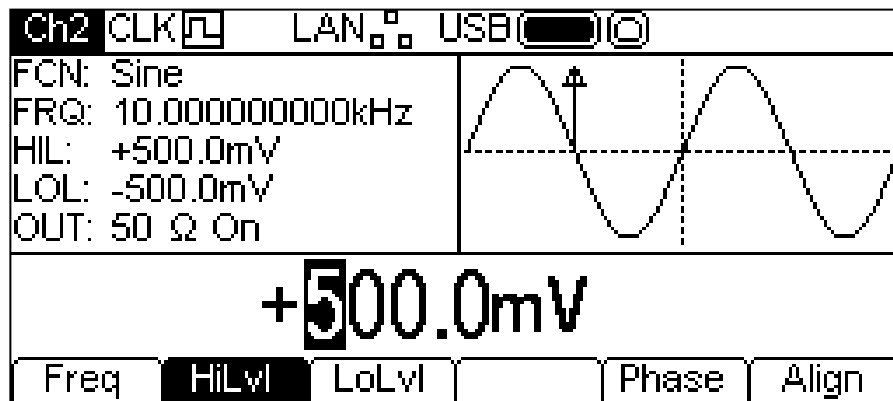 Ch2 CLK LAN USB
FCN: Sine
FRQ: 10.000000000kHz
HIL: +500.0mV
LOL: -500.0mV
OUT: 50 Ω On
+500.0mV
Freq HiLvl LoLvl Phase Align